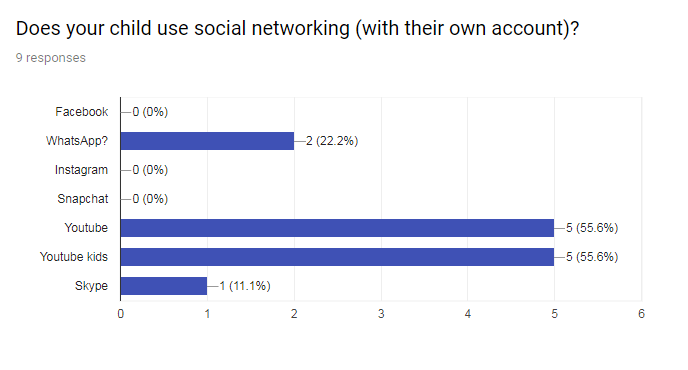 Does your child use social networking (with their own account)?
9 responses
Facebook 0 (0%)
WhatsApp? 2 (22.2%)
Instagram 0 (0%)
Snapchat 0 (0%)
Youtube 5 (55.6%)
Youtube kids 5 (55.6%)
Skype 1 (11.1%)
0 1 2 3 4 5 6